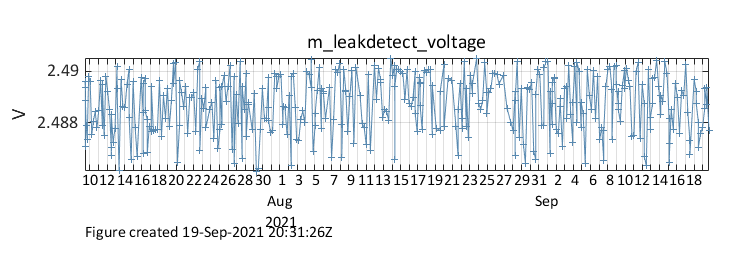 m_leakdetect_voltage
2.49
V
2.488
10 12 14 16 18 20 22 24 26 28 30 1 3 5 7 9 11 13 15 17 19 21 23 25 27 29 31 2 4 6 8 10 12 14 16 18
Aug Sep
2021
Figure created 19-Sep-2021 20:31:26Z